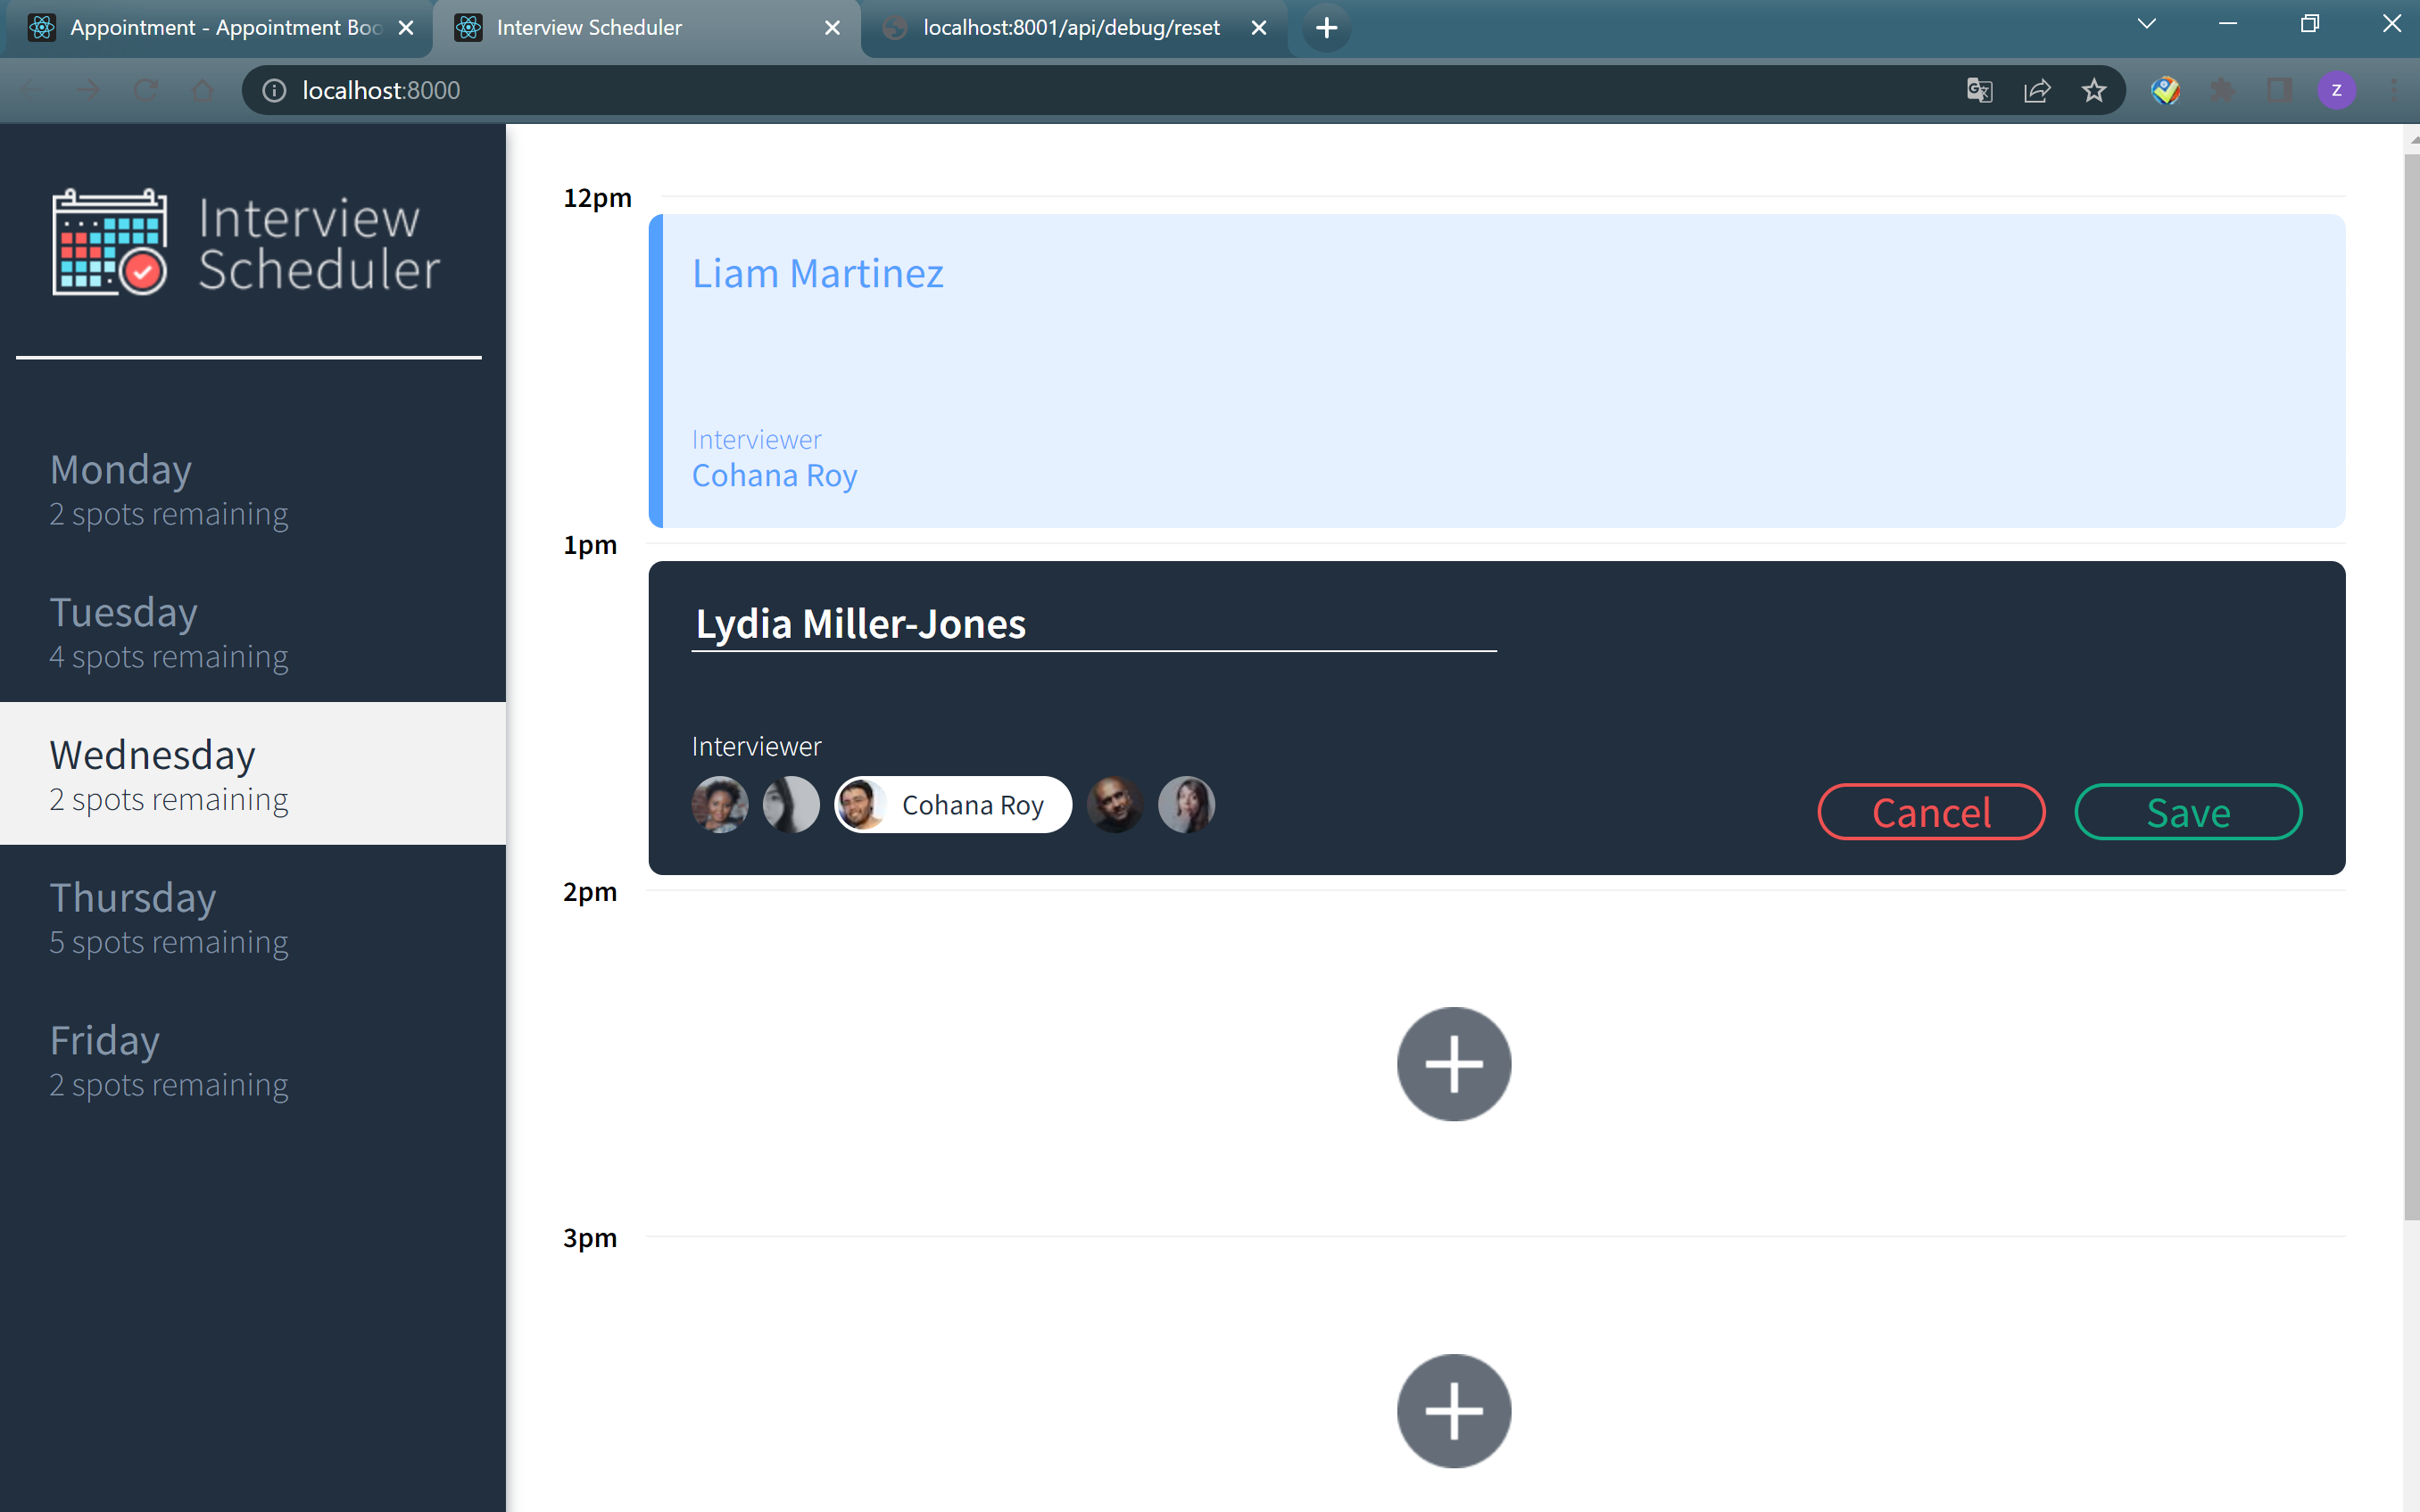 Appointment - Appointment Boo
Interview Scheduler
localhost:8001/api/debug/reset
localhost:8000
Z
Interview
Scheduler
Monday
2 spots remaining
Tuesday
4 spots remaining
Wednesday
2 spots remaining
Thursday
5 spots remaining
Friday
2 spots remaining
12pm
Liam Martinez
Interviewer
Cohana Roy
1pm
Lydia Miller-Jones
Interviewer
Cohana Roy
Cancel
Save
2pm
3pm